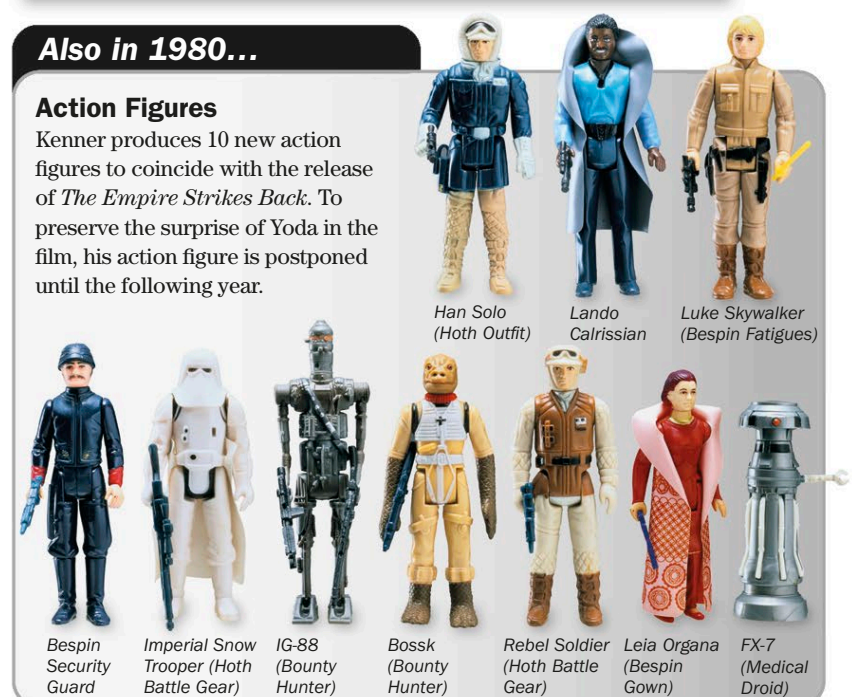 Also in 1980...
Action Figures
Kenner produces 10 new action
figures to coincide with the release
of The Empire Strikes Back. To
preserve the surprise of Yoda in the
film, his action figure is postponed
until the following year.
Han Solo
(Hoth Outfit)
Lando
Calrissian
Luke Skywalker
(Bespin Fatigues)
Bespin
Security
Guard
Imperial Snow
Trooper (Hoth
Battle Gear)
IG-88
(Bounty
Hunter)
Bossk
(Bounty
Hunter)
Rebel Soldier
(Hoth Battle
Gear)
Leia Organa
(Bespin
Gown)
FX-7
(Medical
Droid)